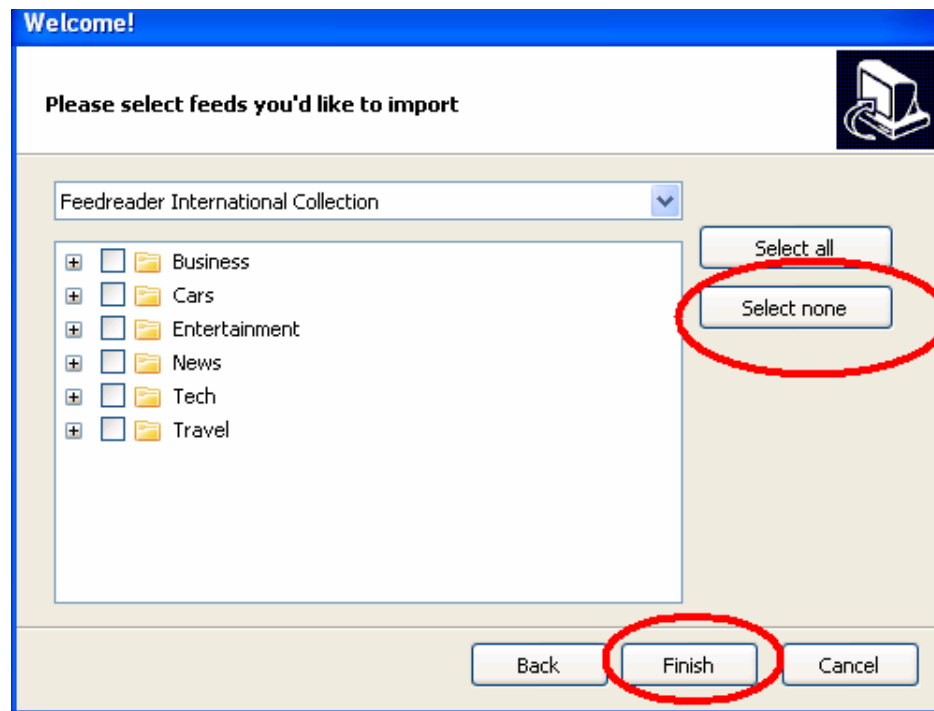 Welcome!
Please select feeds you'd like to import
Feedreader International Collection
Select all
Select none
Business
Cars
Entertainment
News
Tech
Travel
Back
Finish
Cancel